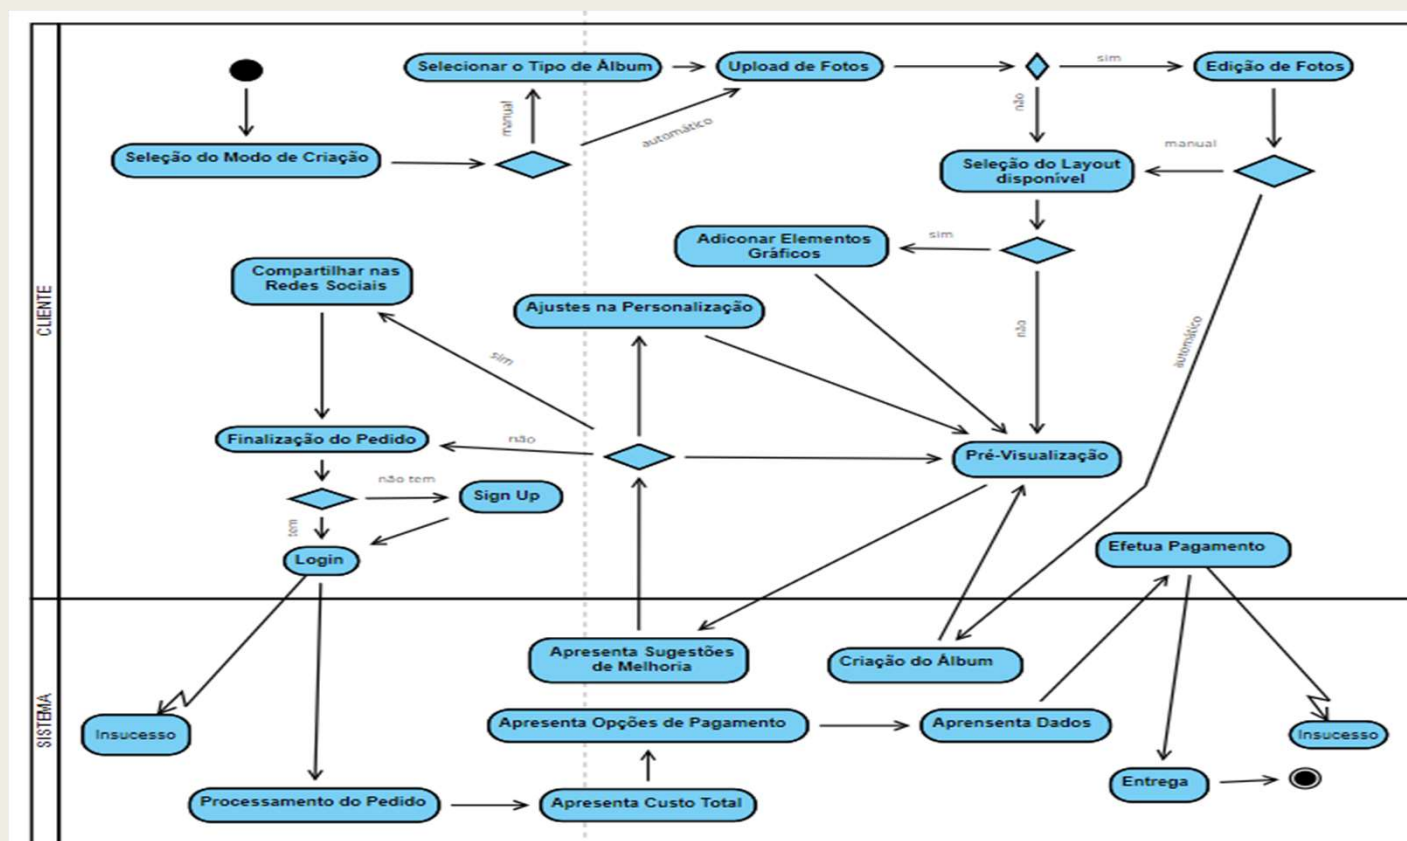 CLIENTE
Selecionar o Tipo de Álbum
Upload de Fotos
sim
Edição de Fotos
manual
automático
não
Seleção do Modo de Criação
Seleção do Layout
disponível
manual
Adiconar Elementos
Gráficos
sim
Compartilhar nas
Redes Sociais
Ajustes na Personalização
não
automático
sim
Finalização do Pedido
não
Pré-Visualização
não tem
Sign Up
tem
Login
Efetua Pagamento
SISTEMA
Apresenta Sugestões
de Melhoria
Criação do Álbum
Insucesso
Apresenta Opções de Pagamento
Aprensenta Dados
Insucesso
Entrega
Processamento do Pedido
Apresenta Custo Total